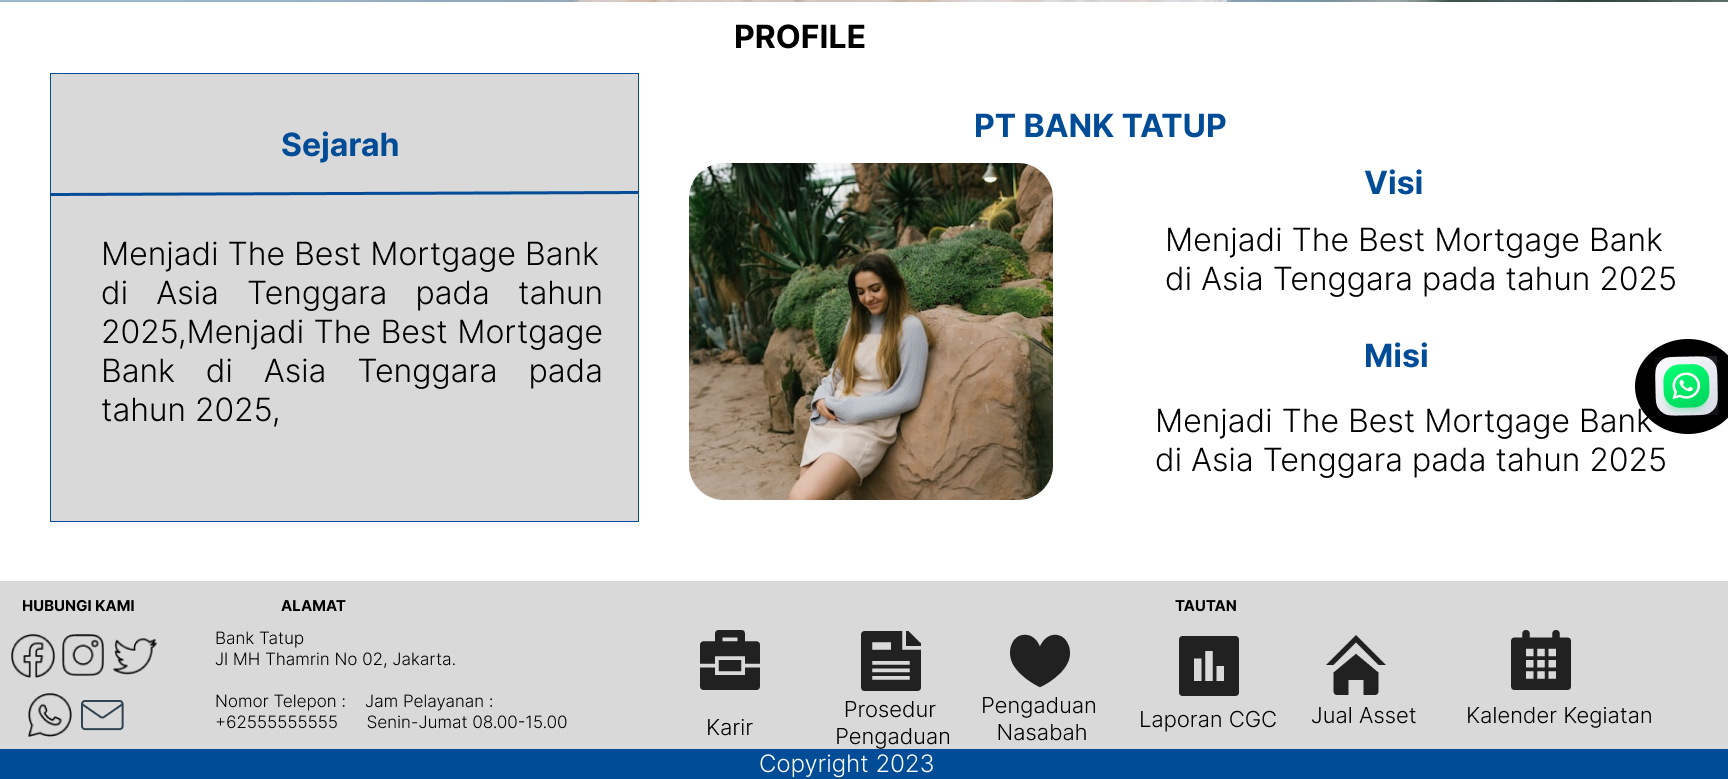 PROFILE
Sejarah
Menjadi The Best Mortgage Bank
di Asia Tenggara pada tahun
2025,Menjadi The Best Mortgage
Bank di Asia Tenggara pada
tahun 2025,
PT BANK TATUP
Visi
Menjadi The Best Mortgage Bank
di Asia Tenggara pada tahun 2025
Misi
Menjadi The Best Mortgage Bank
di Asia Tenggara pada tahun 2025
HUBUNGI KAMI
ALAMAT
Bank Tatup
Jl MH Thamrin No 02, Jakarta.
Nomor Telepon : Jam Pelayanan :
+62555555555 Senin-Jumat 08.00-15.00
TAUTAN
Karir
Prosedur
Pengaduan
Pengaduan
Nasabah
Laporan CGC
Jual Asset
Kalender Kegiatan
Copyright 2023